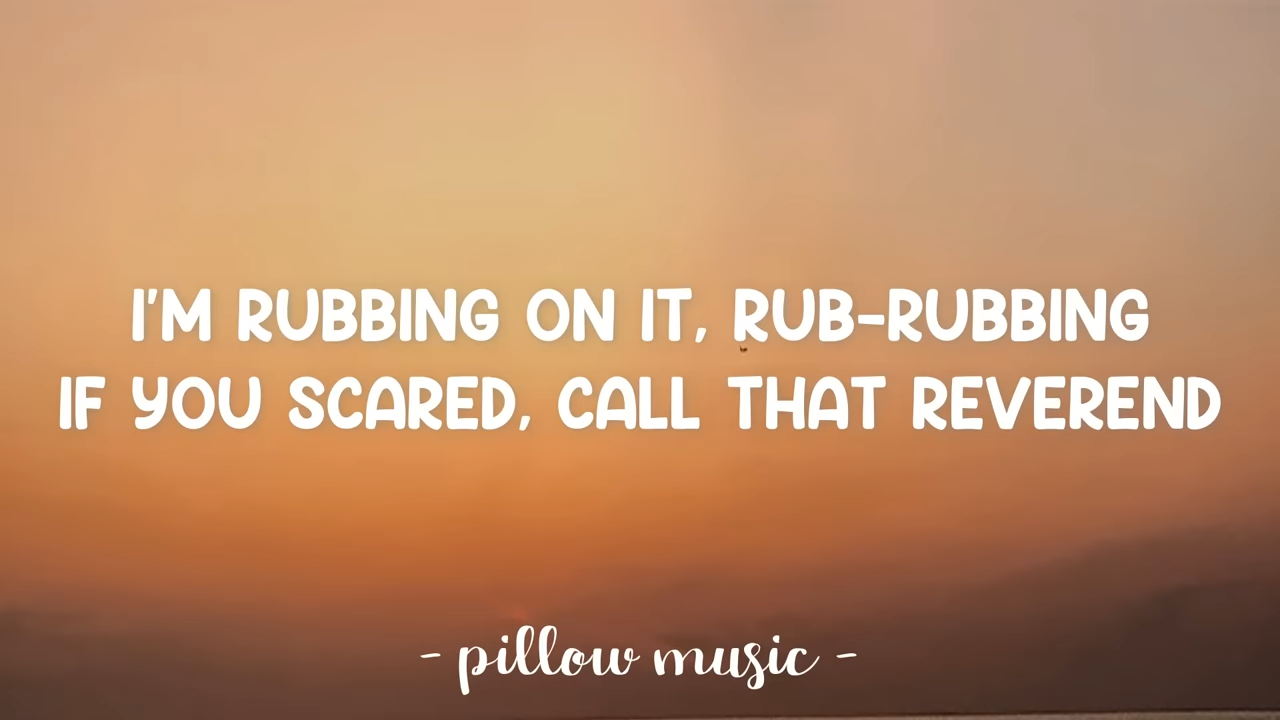 I'M RUBBING ON IT, RUB-RUBBING
IF YOU SCARED, CALL THAT REVEREND
- pillow music -